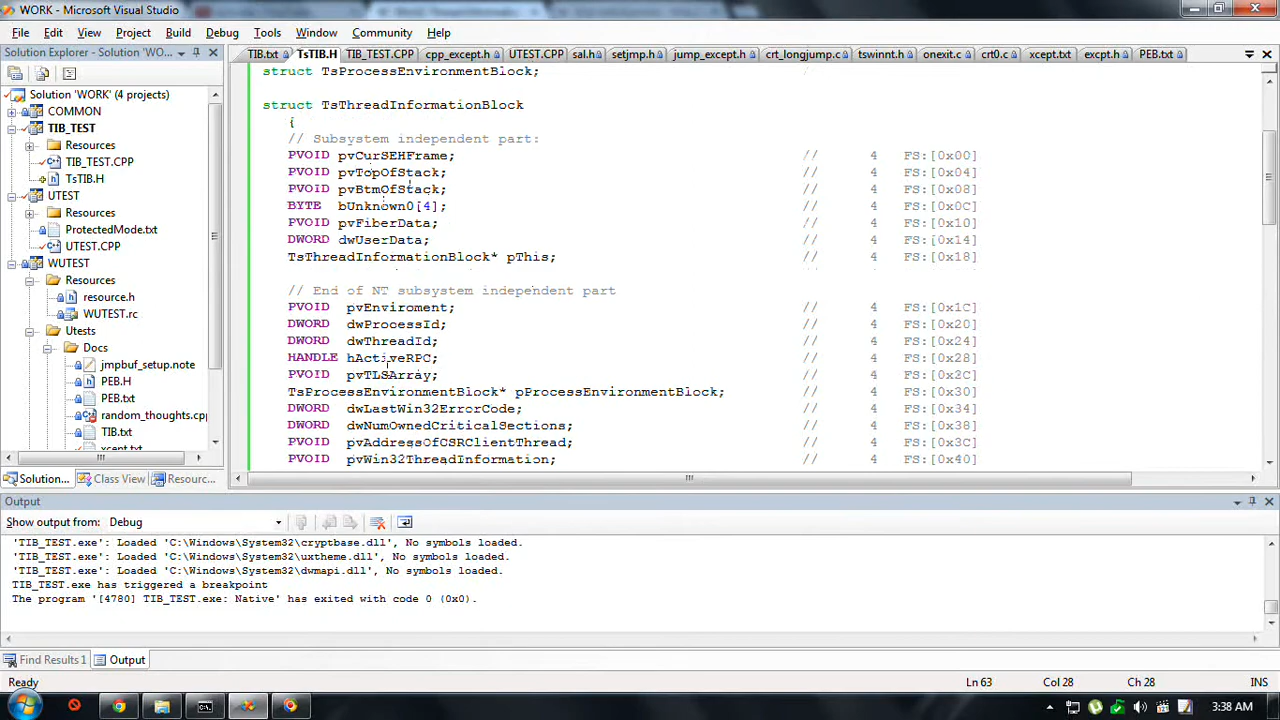 WORK - Microsoft Visual Studio
File Edit View Project Build Debug Tools Window Community Help
Solution Explorer - Solution 'WO...
TIB.txt TsTIB.H TIB_TEST.CPP cpp_except.h UTEST.CPP sal.h setjmp.h jump_except.h crt_longjump.c tswinnt.h onexit.c crt0.c xcept.txt excpt.h PEB.txt
Solution 'WORK' (4 projects)
COMMON
TIB_TEST
Resources
TIB_TEST.CPP
TsTIB.H
UTEST
Resources
ProtectedMode.txt
UTEST.CPP
WUTEST
Resources
resource.h
WUTEST.rc
Utests
Docs
jmpbuf_setup.note
PEB.H
PEB.txt
random_thoughts.cpp
TIB.txt
xcept.txt
Solution... Class View Resourc...
struct TsProcessEnvironmentBlock; //
struct TsThreadInformationBlock
{
// Subsystem independent part:
PVOID pvCurSEHFrame; // 4 FS:[0x00]
PVOID pvTopOfStack; // 4 FS:[0x04]
PVOID pvBtmOfStack; // 4 FS:[0x08]
BYTE bUnknown0[4]; // 4 FS:[0x0C]
PVOID pvFiberData; // 4 FS:[0x10]
DWORD dwUserData; // 4 FS:[0x14]
TsThreadInformationBlock* pThis; // 4 FS:[0x18]
// End of NT subsystem independent part
PVOID pvEnviroment; // 4 FS:[0x1C]
DWORD dwProcessId; // 4 FS:[0x20]
DWORD dwThreadId; // 4 FS:[0x24]
HANDLE hActiveRPC; // 4 FS:[0x28]
PVOID pvTLSArray; // 4 FS:[0x2C]
TsProcessEnvironmentBlock* pProcessEnvironmentBlock; // 4 FS:[0x30]
DWORD dwLastWin32ErrorCode; // 4 FS:[0x34]
DWORD dwNumOwnedCriticalSections; // 4 FS:[0x38]
PVOID pvAddressOfCSRClientThread; // 4 FS:[0x3C]
PVOID pvWin32ThreadInformation; // 4 FS:[0x40]
Output
Show output from: Debug
'TIB_TEST.exe': Loaded 'C:\Windows\System32\cryptbase.dll', No symbols loaded.
'TIB_TEST.exe': Loaded 'C:\Windows\System32\uxtheme.dll', No symbols loaded.
'TIB_TEST.exe': Loaded 'C:\Windows\System32\dwmapi.dll', No symbols loaded.
TIB_TEST.exe has triggered a breakpoint
The program '[4780] TIB_TEST.exe: Native' has exited with code 0 (0x0).
Find Results 1 Output
Ready Ln 63 Col 28 Ch 28 INS
3:38 AM